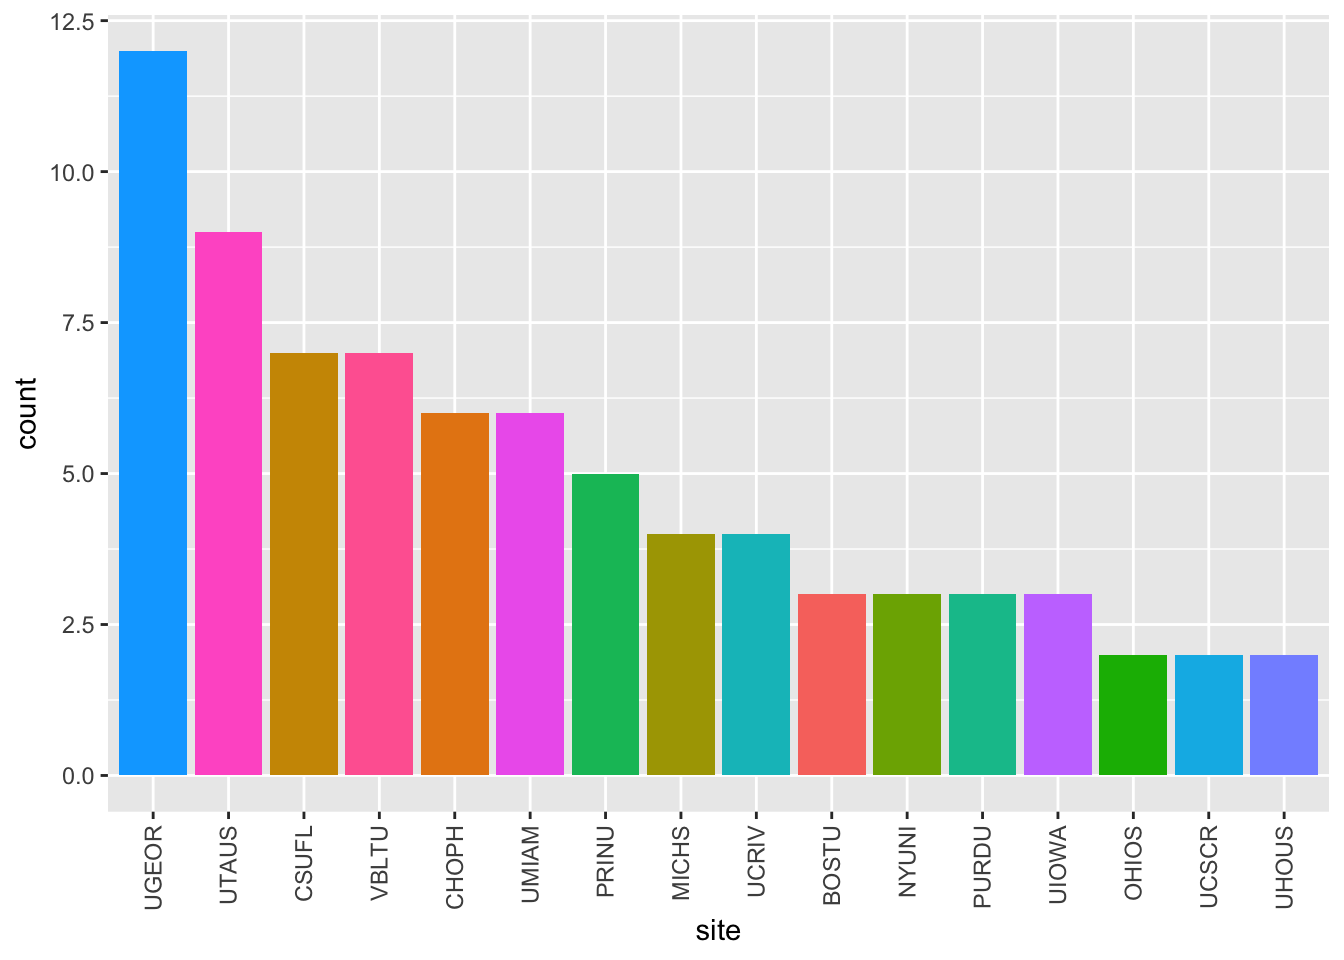 12.5
10.0
7.5
5.0
2.5
0.0
count
UGEOR
UTAUS
CSUFL
VBLTU
CHOPH
UMIAM
PRINU
MICHS
UCRIV
BOSTU
NYUNI
PURDU
UIOWA
OHIOS
UCSCR
UHOUS
site